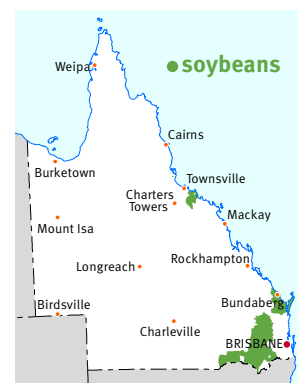 Weipa
soybeans
Cairns
Burketown
Townsville
Charters
Towers
Mackay
Mount Isa
Longreach
Rockhampton
Birdsville
Bundaberg
Charleville
BRISBANE